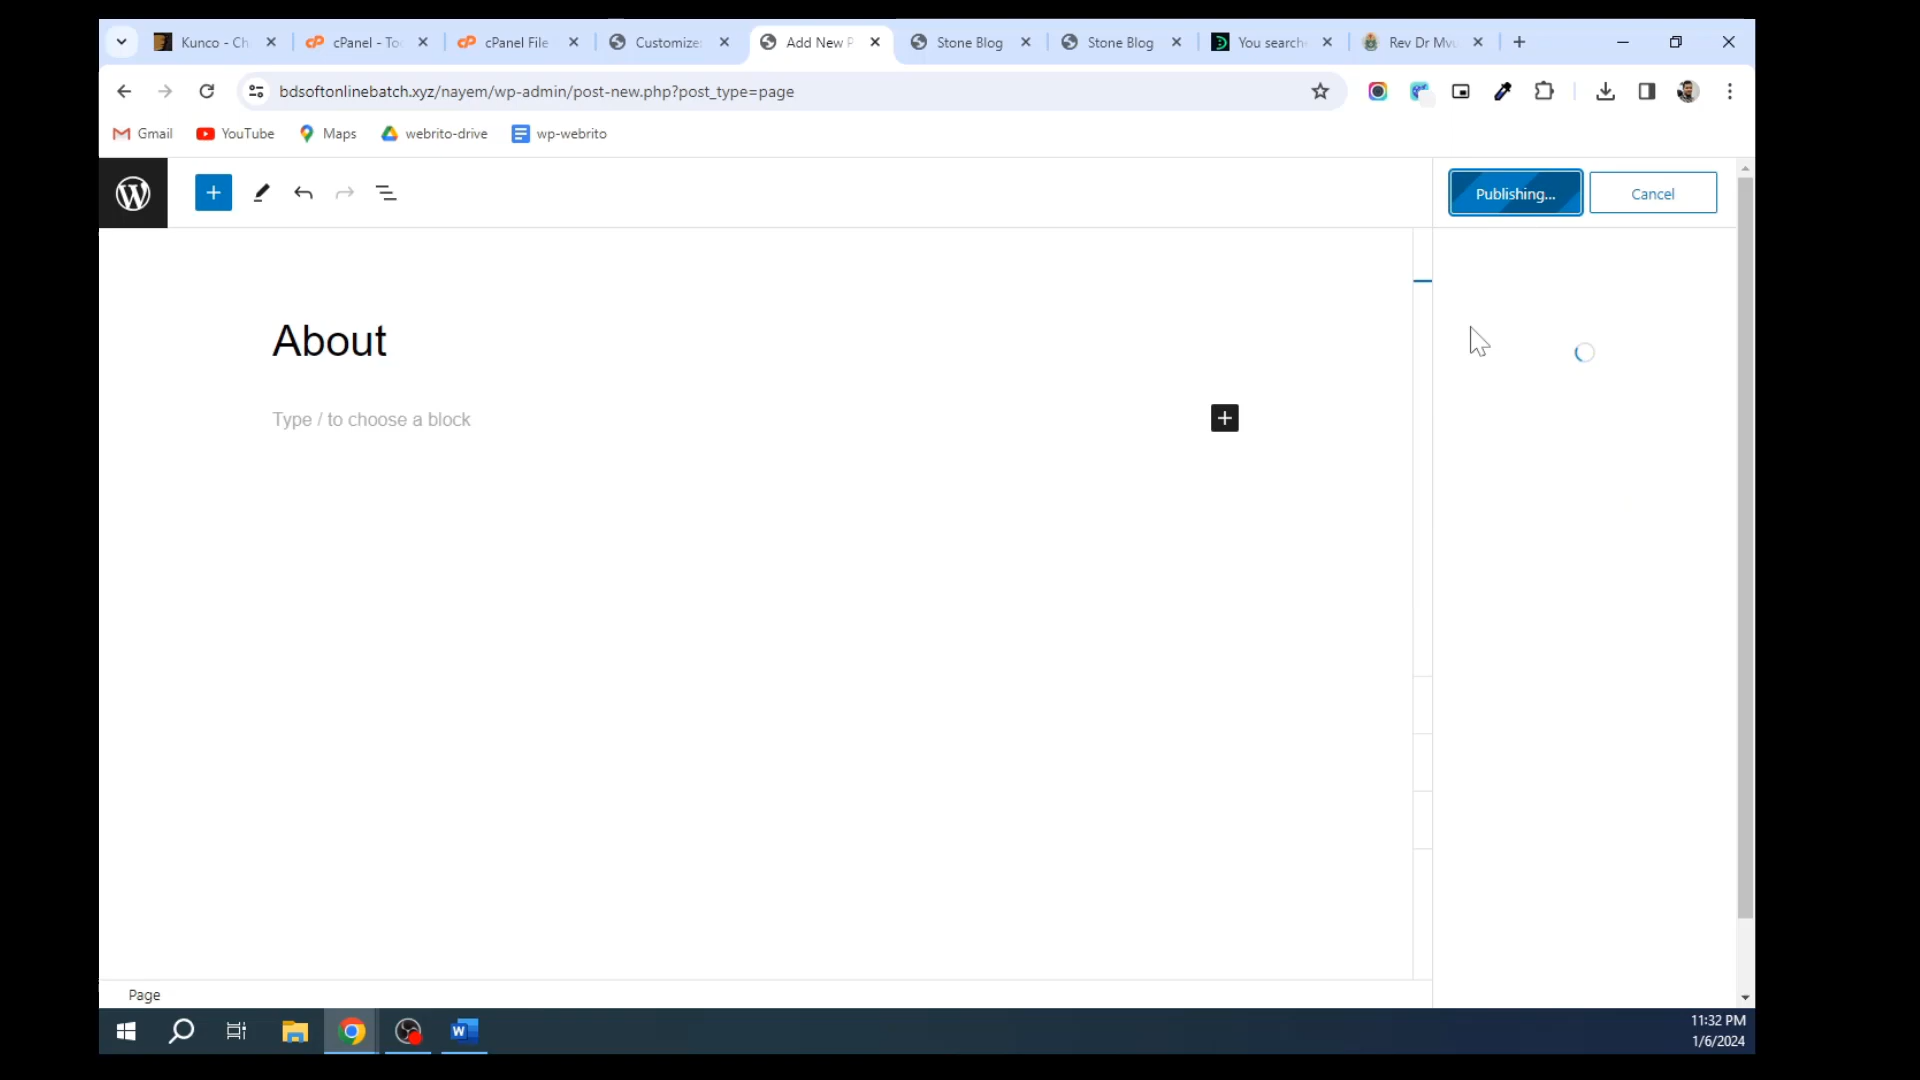 Kunco - Ch
cPanel - Too
cPanel File
Customize:
Add New P
Stone Blog
Stone Blog
You search
Rev Dr Mvu
bdsoftonlinebatch.xyz/nayem/wp-admin/post-new.php?post_type=page
Gmail
YouTube
Maps
webrito-drive
wp-webrito
Publishing...
Cancel
About
Type / to choose a block
Page
11:32 PM
1/6/2024